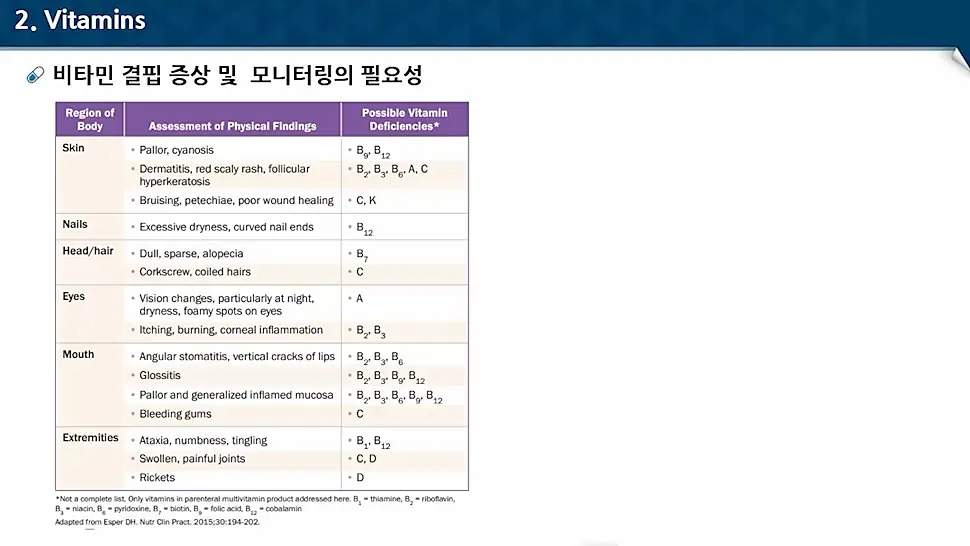 2. Vitamins
비타민 결핍 증상 및 모니터링의 필요성
Region of Body Assessment of Physical Findings Possible Vitamin Deficiencies*
Skin • Pallor, cyanosis • B9, B12
• Dermatitis, red scaly rash, follicular hyperkeratosis • B2, B3, B6, A, C
• Bruising, petechiae, poor wound healing • C, K
Nails • Excessive dryness, curved nail ends • B12
Head/hair • Dull, sparse, alopecia • B7
• Corkscrew, coiled hairs • C
Eyes • Vision changes, particularly at night, dryness, foamy spots on eyes • A
• Itching, burning, corneal inflammation • B2, B3
Mouth • Angular stomatitis, vertical cracks of lips • B2, B3, B6
• Glossitis • B2, B3, B9, B12
• Pallor and generalized inflamed mucosa • B2, B3, B6, B9, B12
• Bleeding gums • C
Extremities • Ataxia, numbness, tingling • B1, B12
• Swollen, painful joints • C, D
• Rickets • D
*Not a complete list. Only vitamins in parenteral multivitamin product addressed here. B1 = thiamine, B2 = riboflavin,
B3 = niacin, B6 = pyridoxine, B7 = biotin, B9 = folic acid, B12 = cobalamin
Adapted from Esper DH. Nutr Clin Pract. 2015;30:194-202.